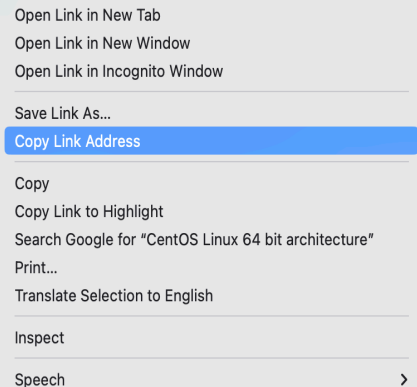 Open Link in New Tab
Open Link in New Window
Open Link in Incognito Window
Save Link As...
Copy Link Address
Copy
Copy Link to Highlight
Search Google for “CentOS Linux 64 bit architecture”
Print...
Translate Selection to English
Inspect
Speech